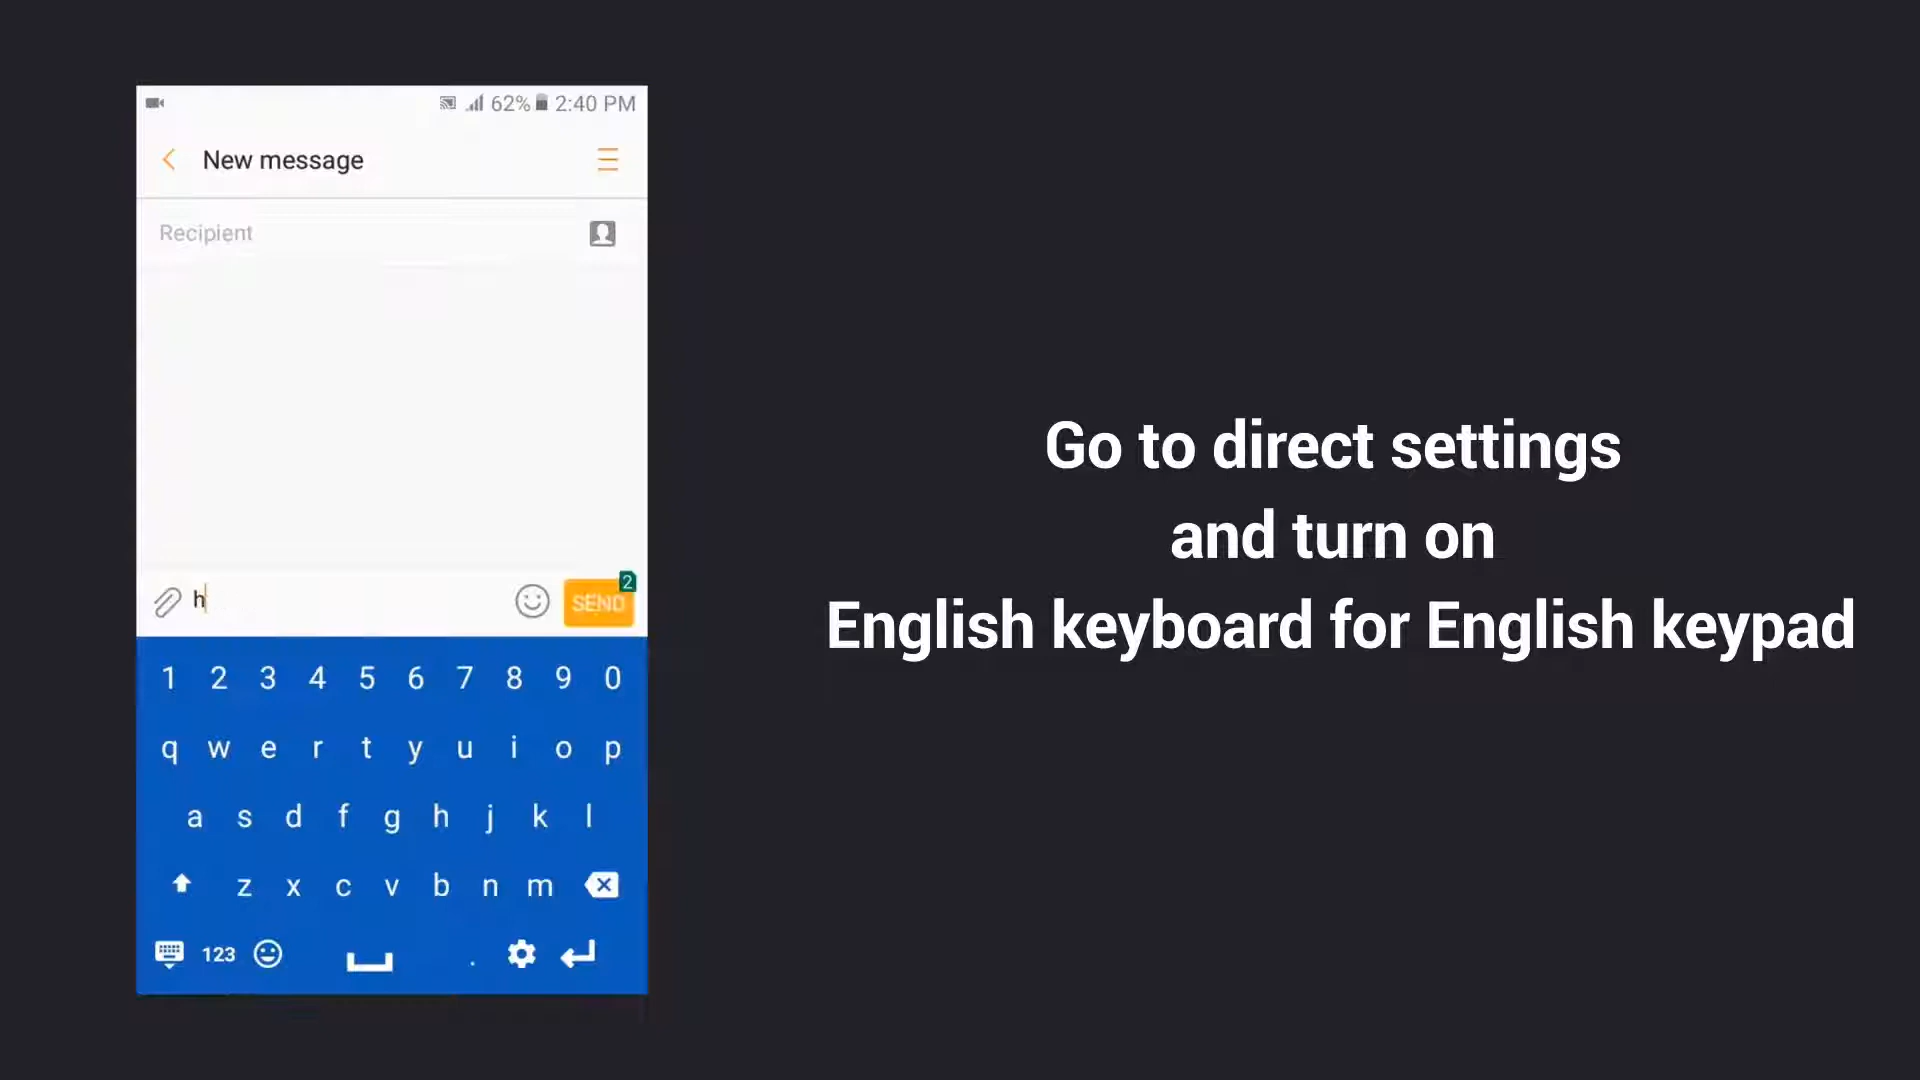 62% 2:40 PM
New message
Recipient
h
2
SEND
1 2 3 4 5 6 7 8 9 0
q w e r t y u i o p
a s d f g h j k l
z x c v b n m
123 .
Go to direct settings
and turn on
English keyboard for English keypad